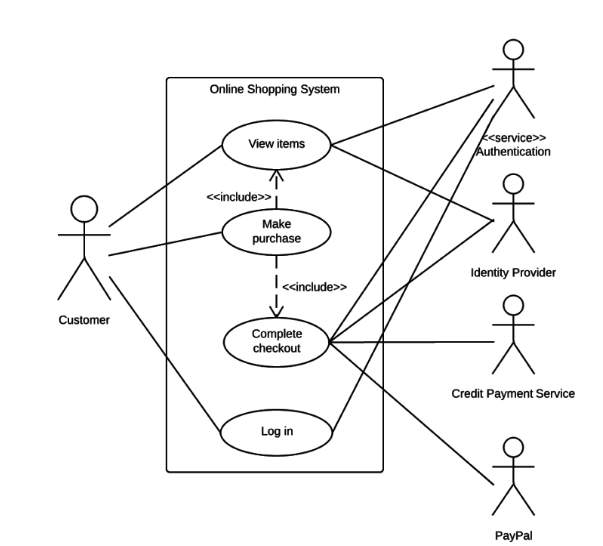 Online Shopping System
View items
<<service>>
Authentication
<<include>>
Make
purchase
Identity Provider
<<include>>
Customer
Complete
checkout
Credit Payment Service
Log in
PayPal